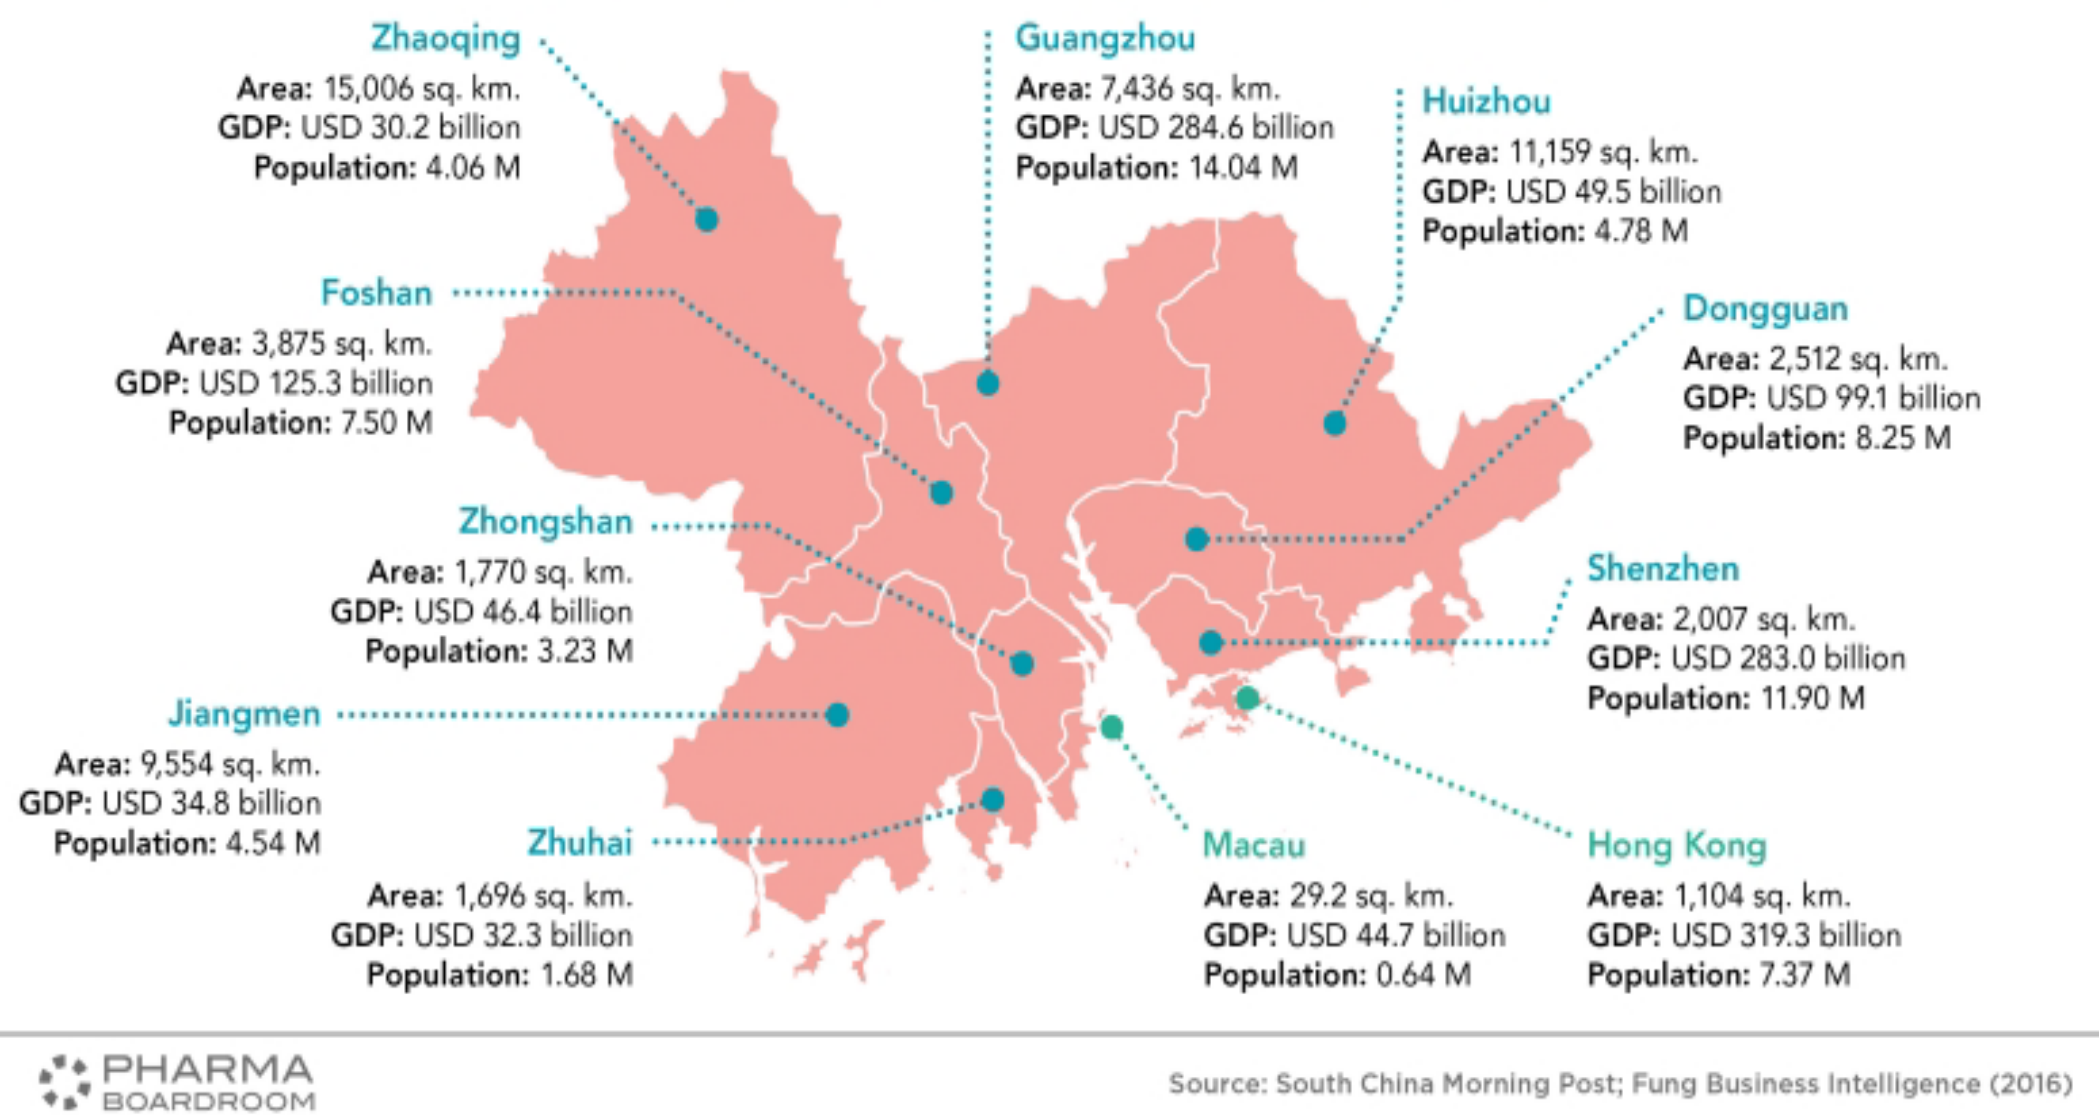 Zhaoqing
Area: 15,006 sq. km.
GDP: USD 30.2 billion
Population: 4.06 M
Guangzhou
Area: 7,436 sq. km.
GDP: USD 284.6 billion
Population: 14.04 M
Huizhou
Area: 11,159 sq. km.
GDP: USD 49.5 billion
Population: 4.78 M
Foshan
Area: 3,875 sq. km.
GDP: USD 125.3 billion
Population: 7.50 M
Dongguan
Area: 2,512 sq. km.
GDP: USD 99.1 billion
Population: 8.25 M
Zhongshan
Area: 1,770 sq. km.
GDP: USD 46.4 billion
Population: 3.23 M
Shenzhen
Area: 2,007 sq. km.
GDP: USD 283.0 billion
Population: 11.90 M
Jiangmen
Area: 9,554 sq. km.
GDP: USD 34.8 billion
Population: 4.54 M
Zhuhai
Area: 1,696 sq. km.
GDP: USD 32.3 billion
Population: 1.68 M
Macau
Area: 29.2 sq. km.
GDP: USD 44.7 billion
Population: 0.64 M
Hong Kong
Area: 1,104 sq. km.
GDP: USD 319.3 billion
Population: 7.37 M
PHARMA
BOARDROOM
Source: South China Morning Post; Fung Business Intelligence (2016)